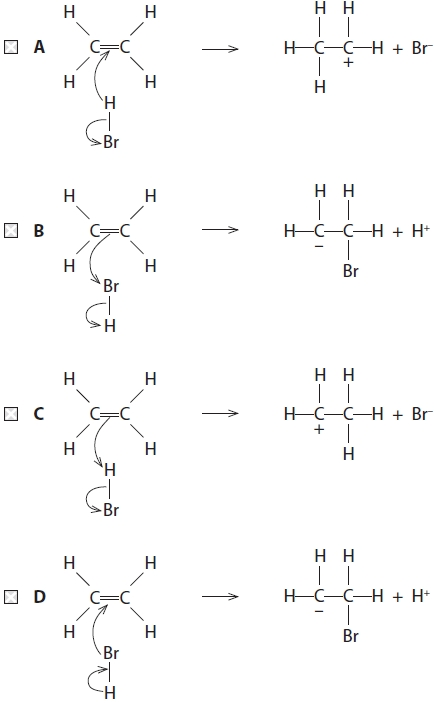 H H H H
A C=C H—C—C—H + Br⁻
+
H H
H H
Br
H H H H
B C=C H—C—C—H + H⁺
−
H H
Br Br
H
H H H H
C C=C H—C—C—H + Br⁻
+
H H
H H
Br
H H H H
D C=C H—C—C—H + H⁺
−
H H
Br Br
H